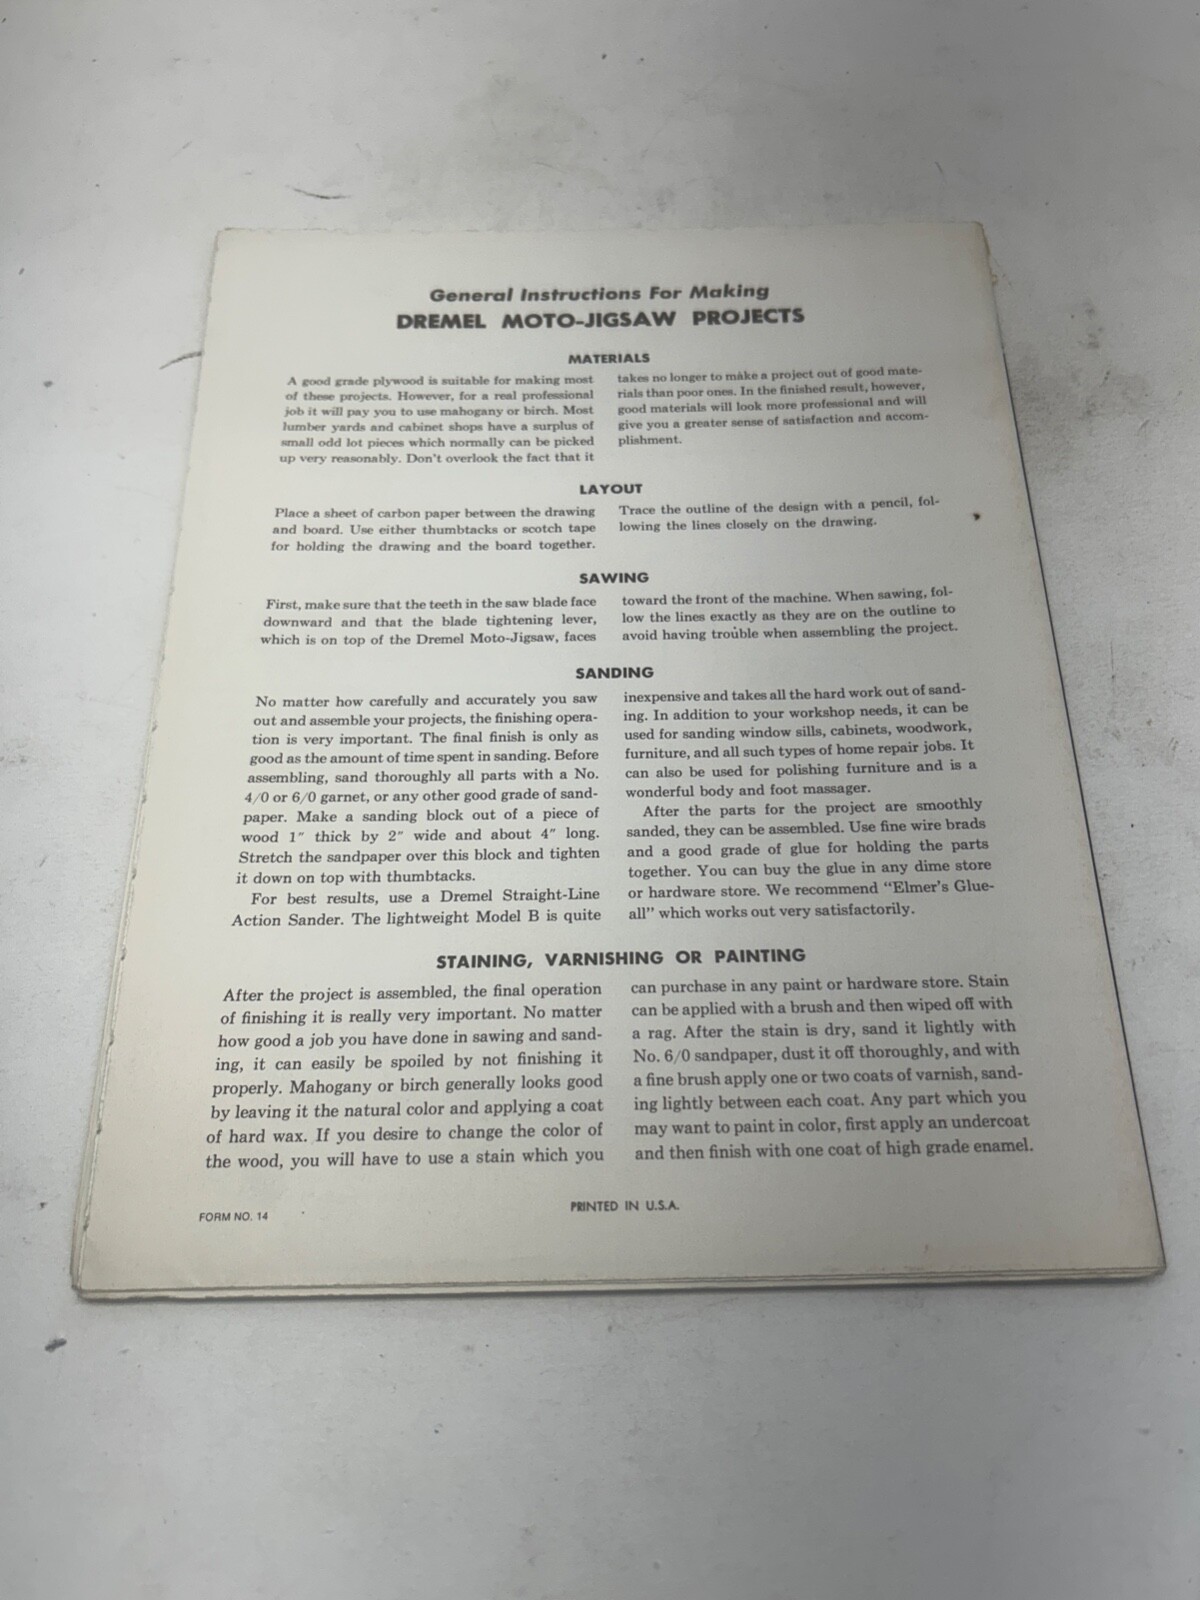 General Instructions For Making
DREMEL MOTO-JIGSAW PROJECTS
MATERIALS
A good grade plywood is suitable for making most
of these projects. However, for a real professional
job it will pay you to use mahogany or birch. Most
lumber yards and cabinet shops have a surplus of
small odd lot pieces which normally can be picked
up very reasonably. Don't overlook the fact that it
takes no longer to make a project out of good mate-
rials than poor ones. In the finished result, however,
good materials will look more professional and will
give you a greater sense of satisfaction and accom-
plishment.
LAYOUT
Place a sheet of carbon paper between the drawing
and board. Use either thumbtacks or scotch tape
for holding the drawing and the board together.
Trace the outline of the design with a pencil, fol-
lowing the lines closely on the drawing.
SAWING
First, make sure that the teeth in the saw blade face
downward and that the blade tightening lever,
which is on top of the Dremel Moto-Jigsaw, faces
toward the front of the machine. When sawing, fol-
low the lines exactly as they are on the outline to
avoid having trouble when assembling the project.
SANDING
No matter how carefully and accurately you saw
out and assemble your projects, the finishing opera-
tion is very important. The final finish is only as
good as the amount of time spent in sanding. Before
assembling, sand thoroughly all parts with a No.
4/0 or 6/0 garnet, or any other good grade of sand-
paper. Make a sanding block out of a piece of
wood 1" thick by 2" wide and about 4" long.
Stretch the sandpaper over this block and tighten
it down on top with thumbtacks.
For best results, use a Dremel Straight-Line
Action Sander. The lightweight Model B is quite
inexpensive and takes all the hard work out of sand-
ing. In addition to your workshop needs, it can be
used for sanding window sills, cabinets, woodwork,
furniture, and all such types of home repair jobs. It
can also be used for polishing furniture and is a
wonderful body and foot massager.
After the parts for the project are smoothly
sanded, they can be assembled. Use fine wire brads
and a good grade of glue for holding the parts
together. You can buy the glue in any dime store
or hardware store. We recommend "Elmer's Glue-
all" which works out very satisfactorily.
STAINING, VARNISHING OR PAINTING
After the project is assembled, the final operation
of finishing it is really very important. No matter
how good a job you have done in sawing and sand-
ing, it can easily be spoiled by not finishing it
properly. Mahogany or birch generally looks good
by leaving it the natural color and applying a coat
of hard wax. If you desire to change the color of
the wood, you will have to use a stain which you
can purchase in any paint or hardware store. Stain
can be applied with a brush and then wiped off with
a rag. After the stain is dry, sand it lightly with
No. 6/0 sandpaper, dust it off thoroughly, and with
a fine brush apply one or two coats of varnish, sand-
ing lightly between each coat. Any part which you
may want to paint in color, first apply an undercoat
and then finish with one coat of high grade enamel.
FORM NO. 14
PRINTED IN U.S.A.